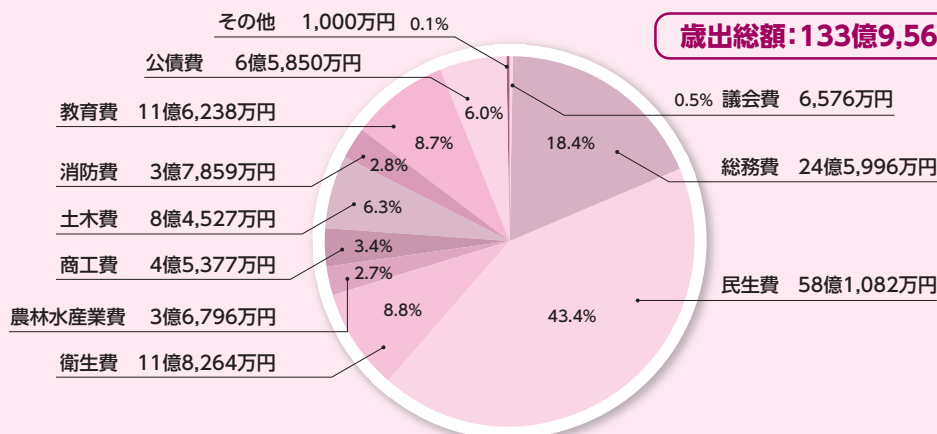 歳出総額:133億9,56
その他 1,000万円 0.1%
公債費 6億5,850万円 6.0%
教育費 11億6,238万円 8.7%
消防費 3億7,859万円 2.8%
土木費 8億4,527万円 6.3%
商工費 4億5,377万円 3.4%
農林水産業費 3億6,796万円 2.7%
衛生費 11億8,264万円 8.8%
0.5% 議会費 6,576万円
18.4% 総務費 24億5,996万円
43.4% 民生費 58億1,082万円